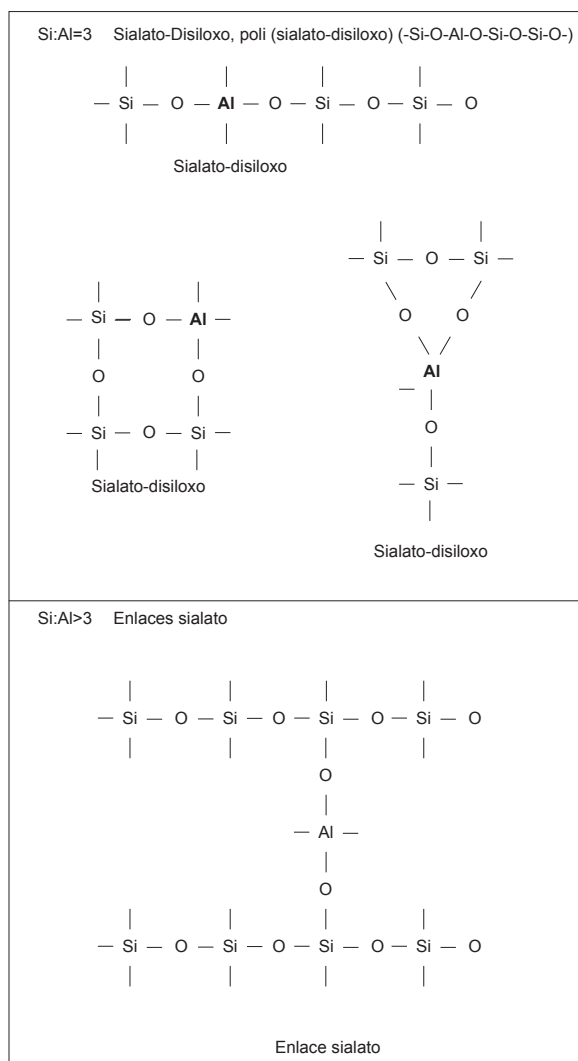 Si:Al=3 Sialato-Disiloxo, poli (sialato-disiloxo) (-Si-O-Al-O-Si-O-Si-O-)
— Si — O — Al — O — Si — O — Si — O
Sialato-disiloxo
— Si — O — Si —
O O
Al
—
O
— Si —
Sialato-disiloxo
— Si — O — Al —
O O
— Si — O — Si —
Sialato-disiloxo
Si:Al>3 Enlaces sialato
— Si — O — Si — O — Si — O — Si — O
O
— Al —
O
— Si — O — Si — O — Si — O — Si — O
Enlace sialato